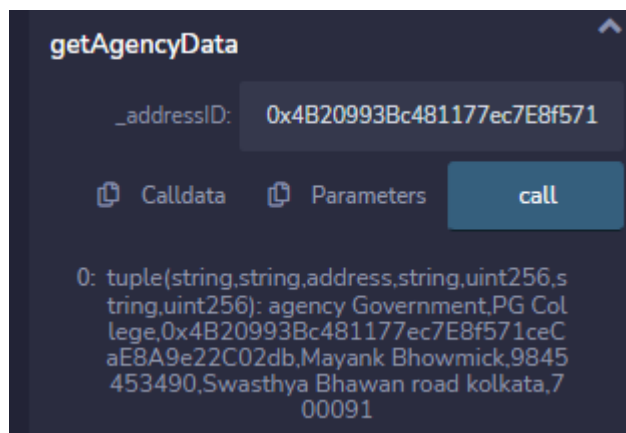 getAgencyData
_addressID: 0x4B20993Bc481177ec7E8f571
Calldata Parameters call
0: tuple(string,string,address,string,uint256,s
tring,uint256): agency Government,PG Col
lege,0x4B20993Bc481177ec7E8f571ceC
aE8A9e22C02db,Mayank Bhowmick,9845
453490,Swasthya Bhawan road kolkata,7
00091